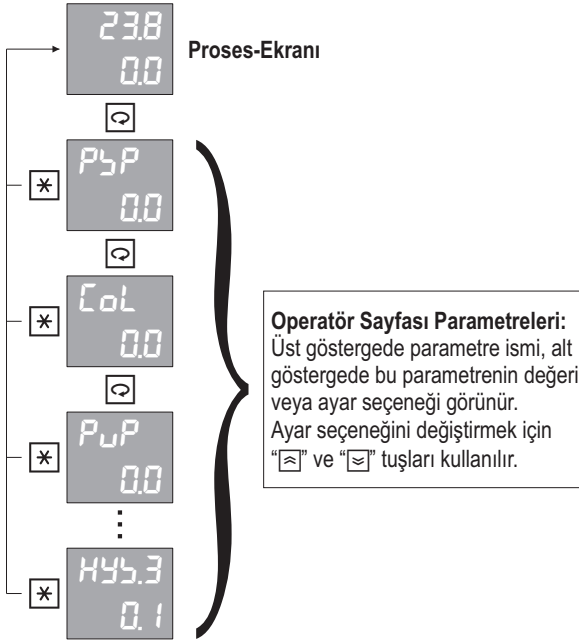 23.8
0.0
Proses-Ekranı
PSP
0.0
CoL
0.0
PuP
0.0
HYS.3
0.1
Operatör Sayfası Parametreleri:
Üst göstergede parametre ismi, alt
göstergede bu parametrenin değeri
veya ayar seçeneği görünür.
Ayar seçeneğini değiştirmek için
“” ve “” tuşları kullanılır.